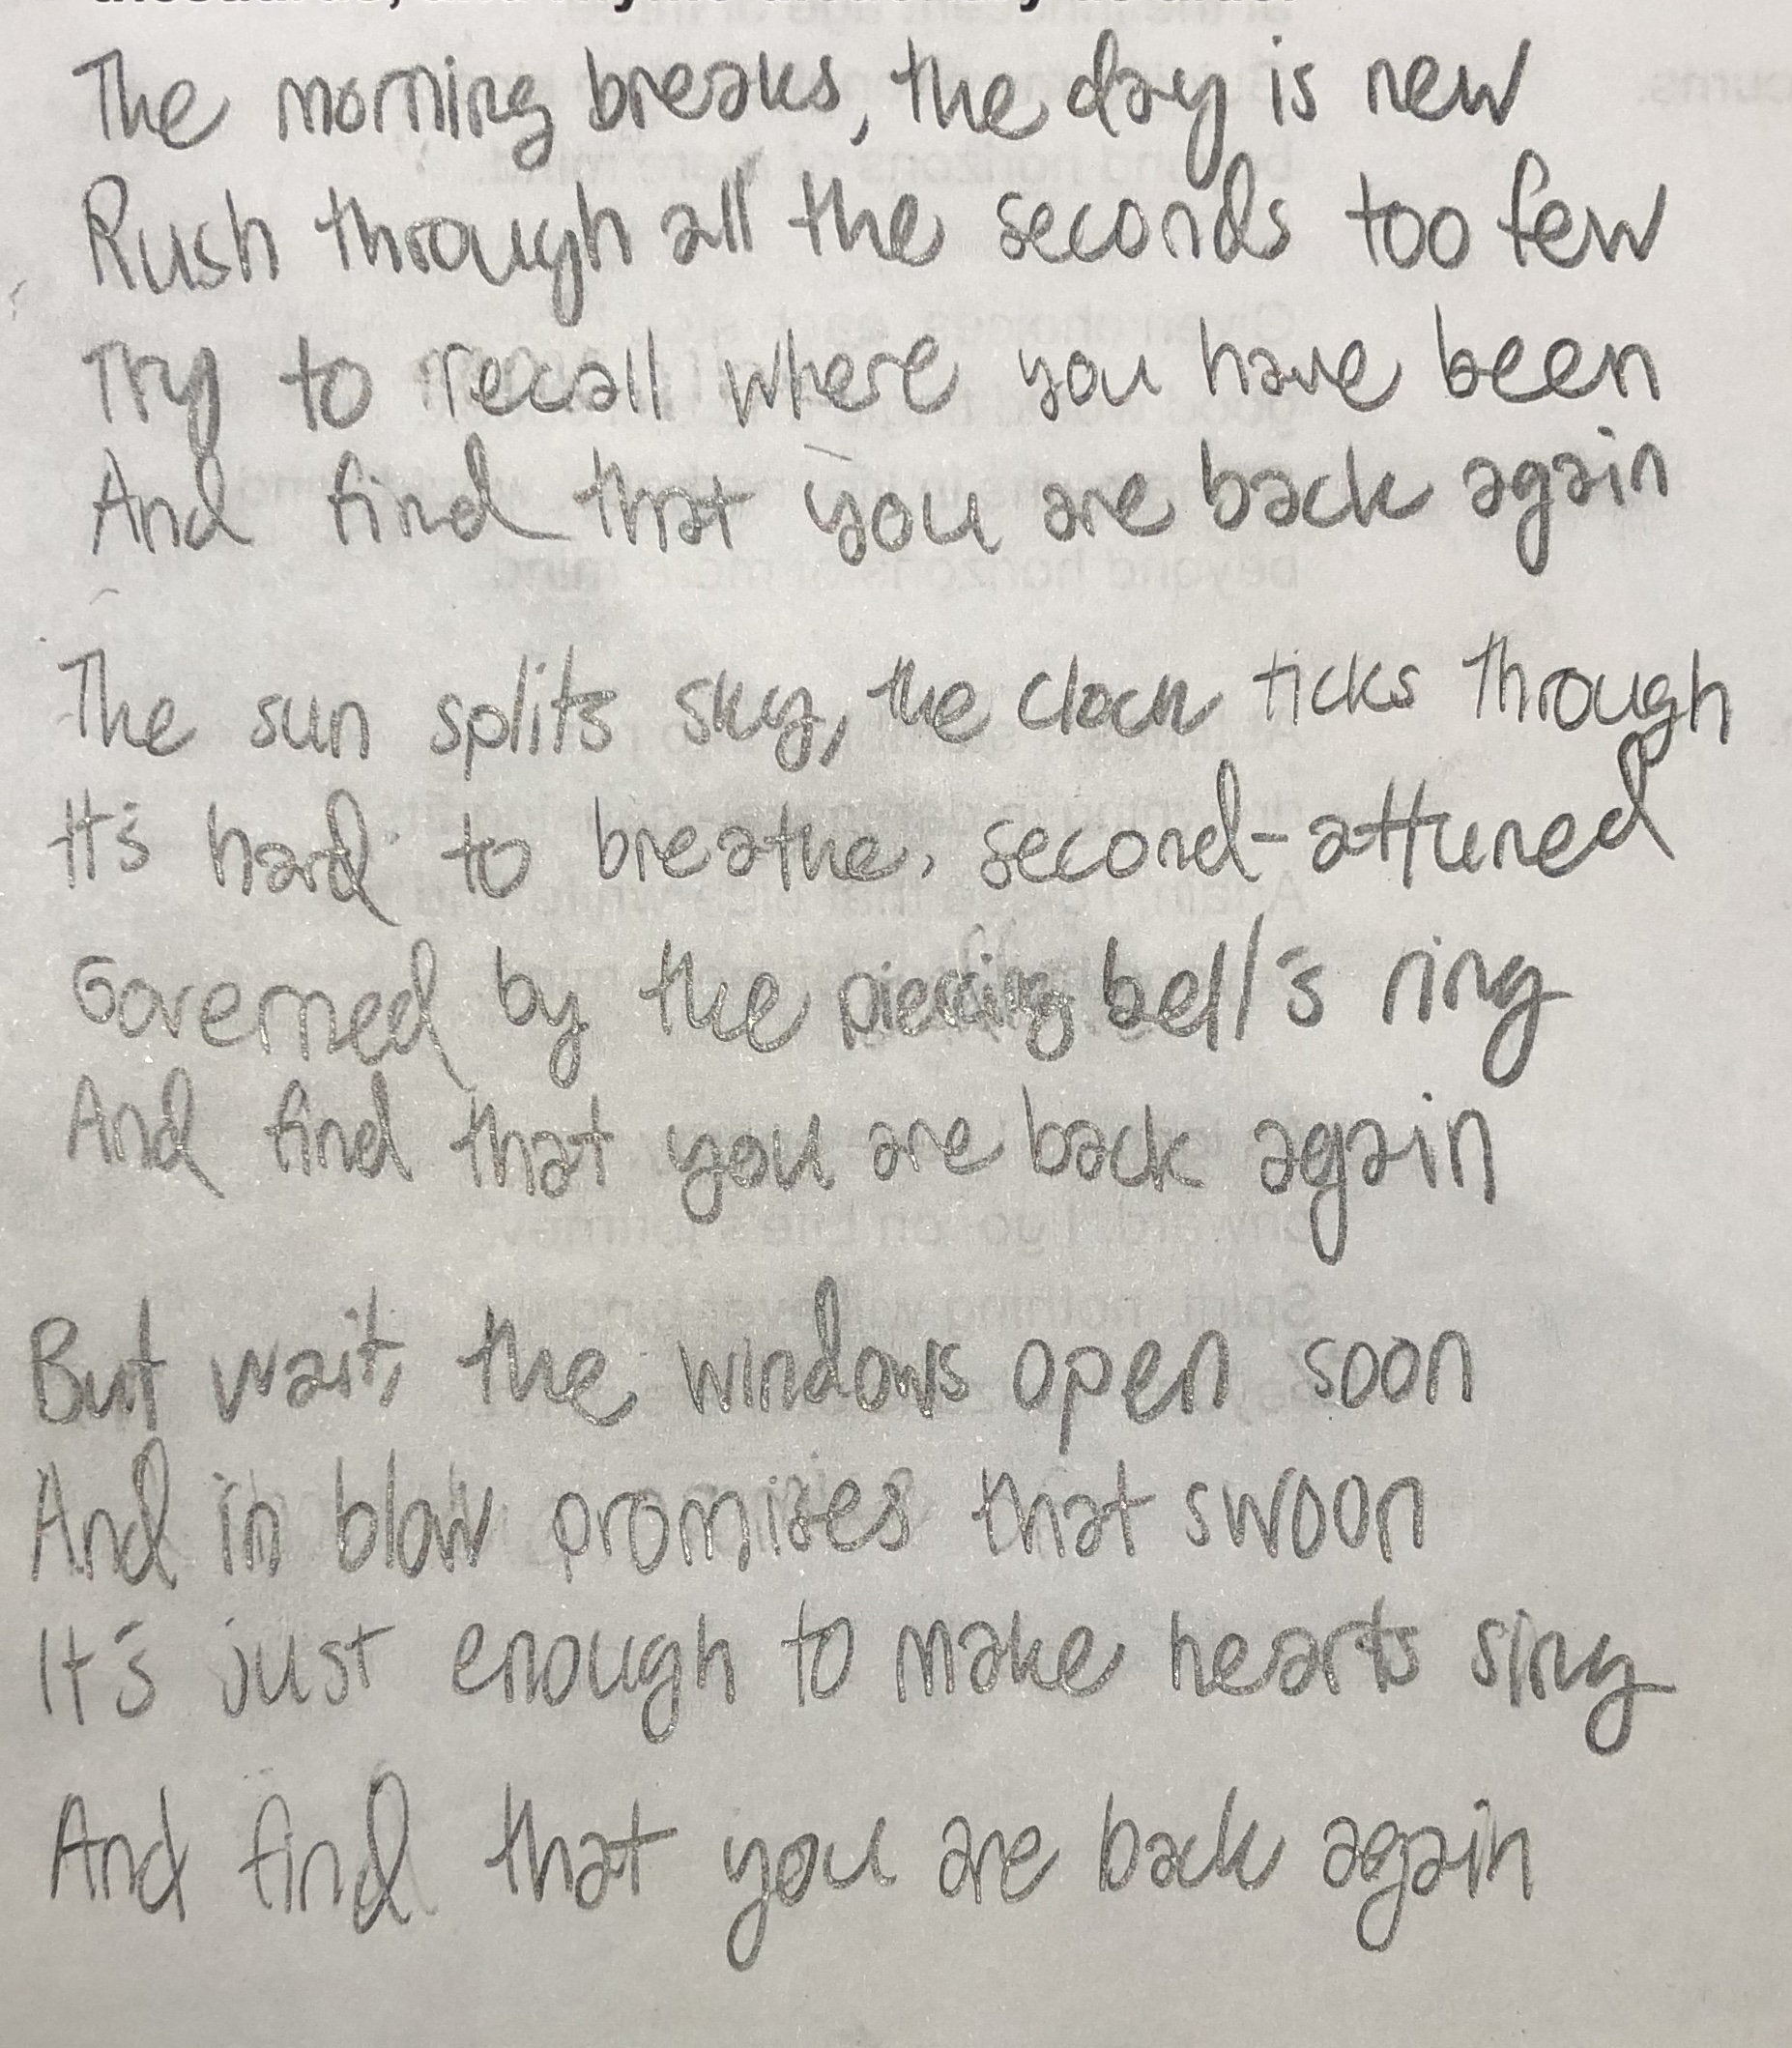 The morning breaks, the day is new
Rush through all the seconds too few
Try to recall where you have been
And find that you are back again
The sun splits sky, the clock ticks through
It's hard to breathe, second-attuned
Governed by the piercing bell's ring
And find that you are back again
But wait, the windows open soon
And in blow promises that swoon
It's just enough to make hearts sing
And find that you are back again